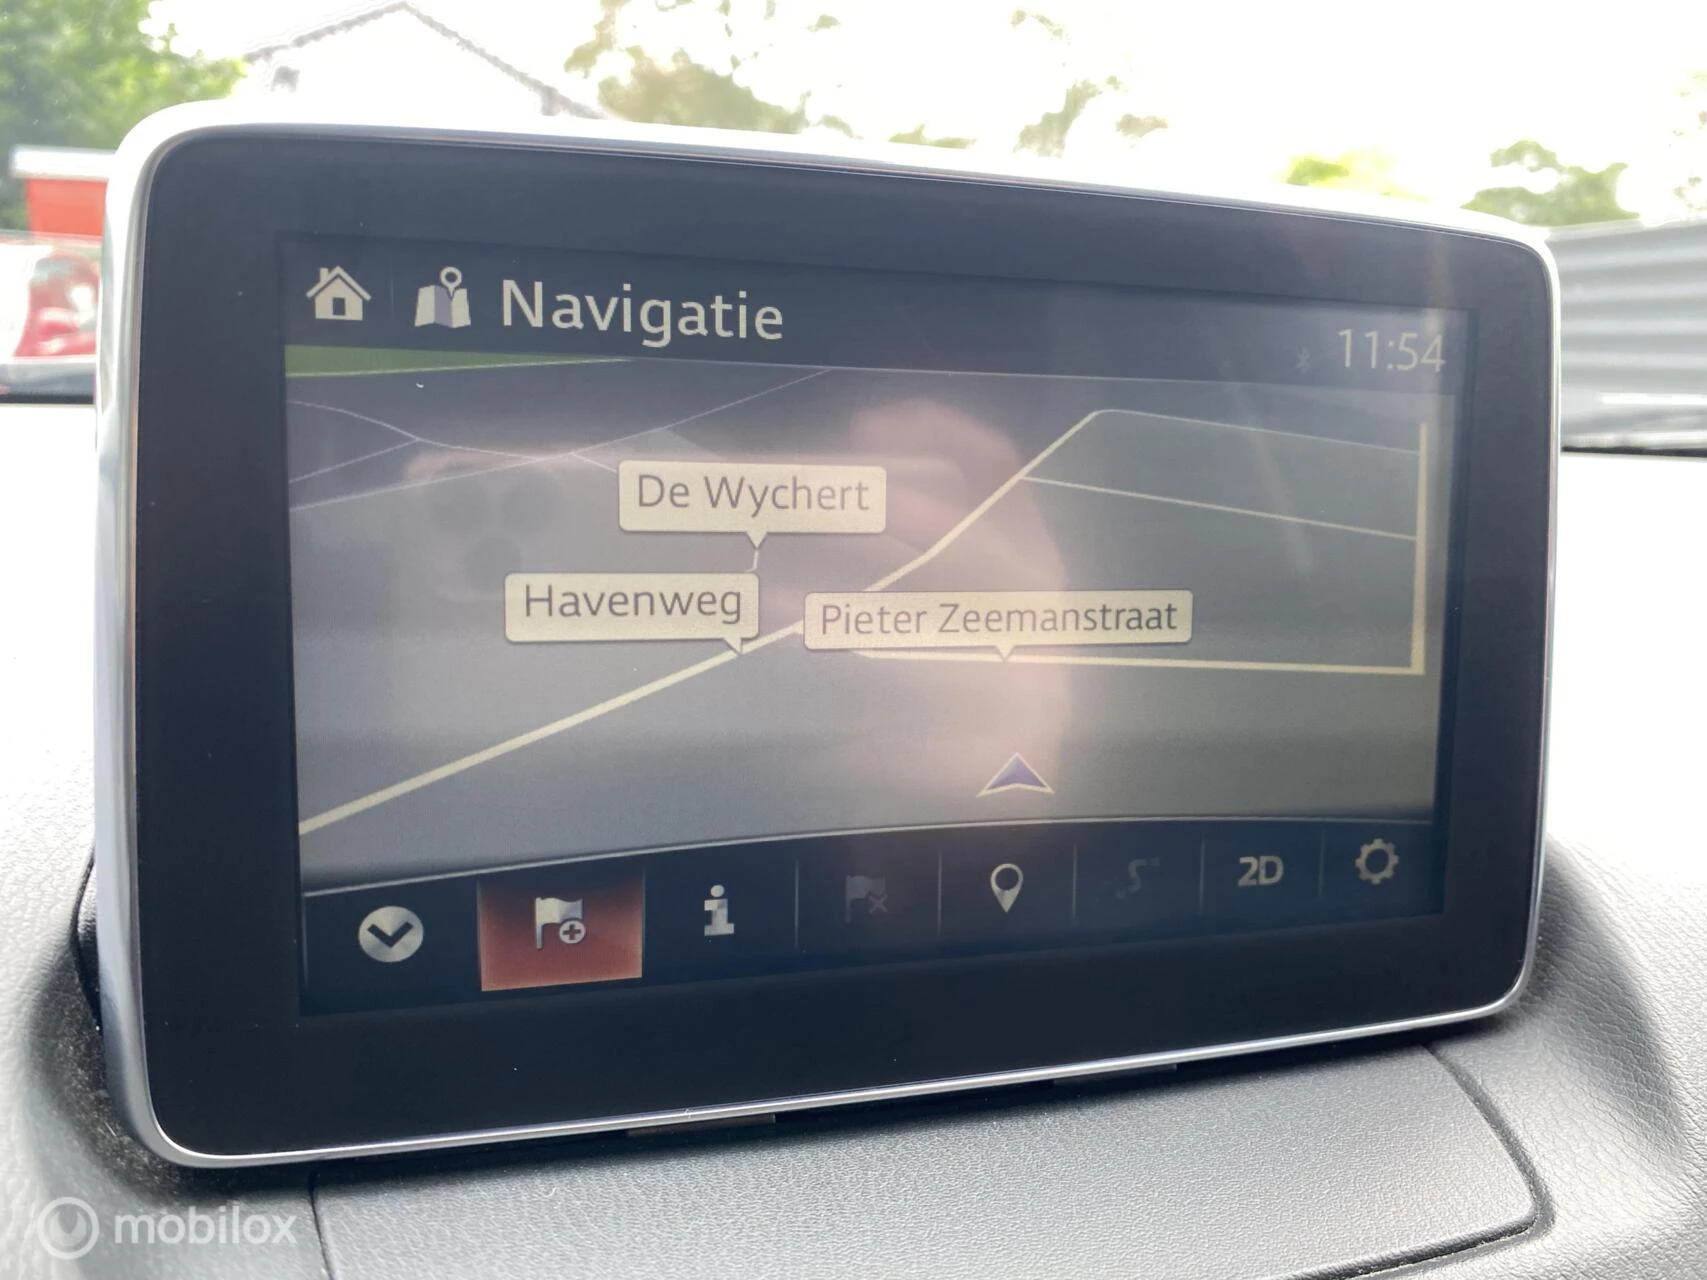 Navigatie
11:54
De Wychert
Havenweg
Pieter Zeemanstraat
2D
mobilox